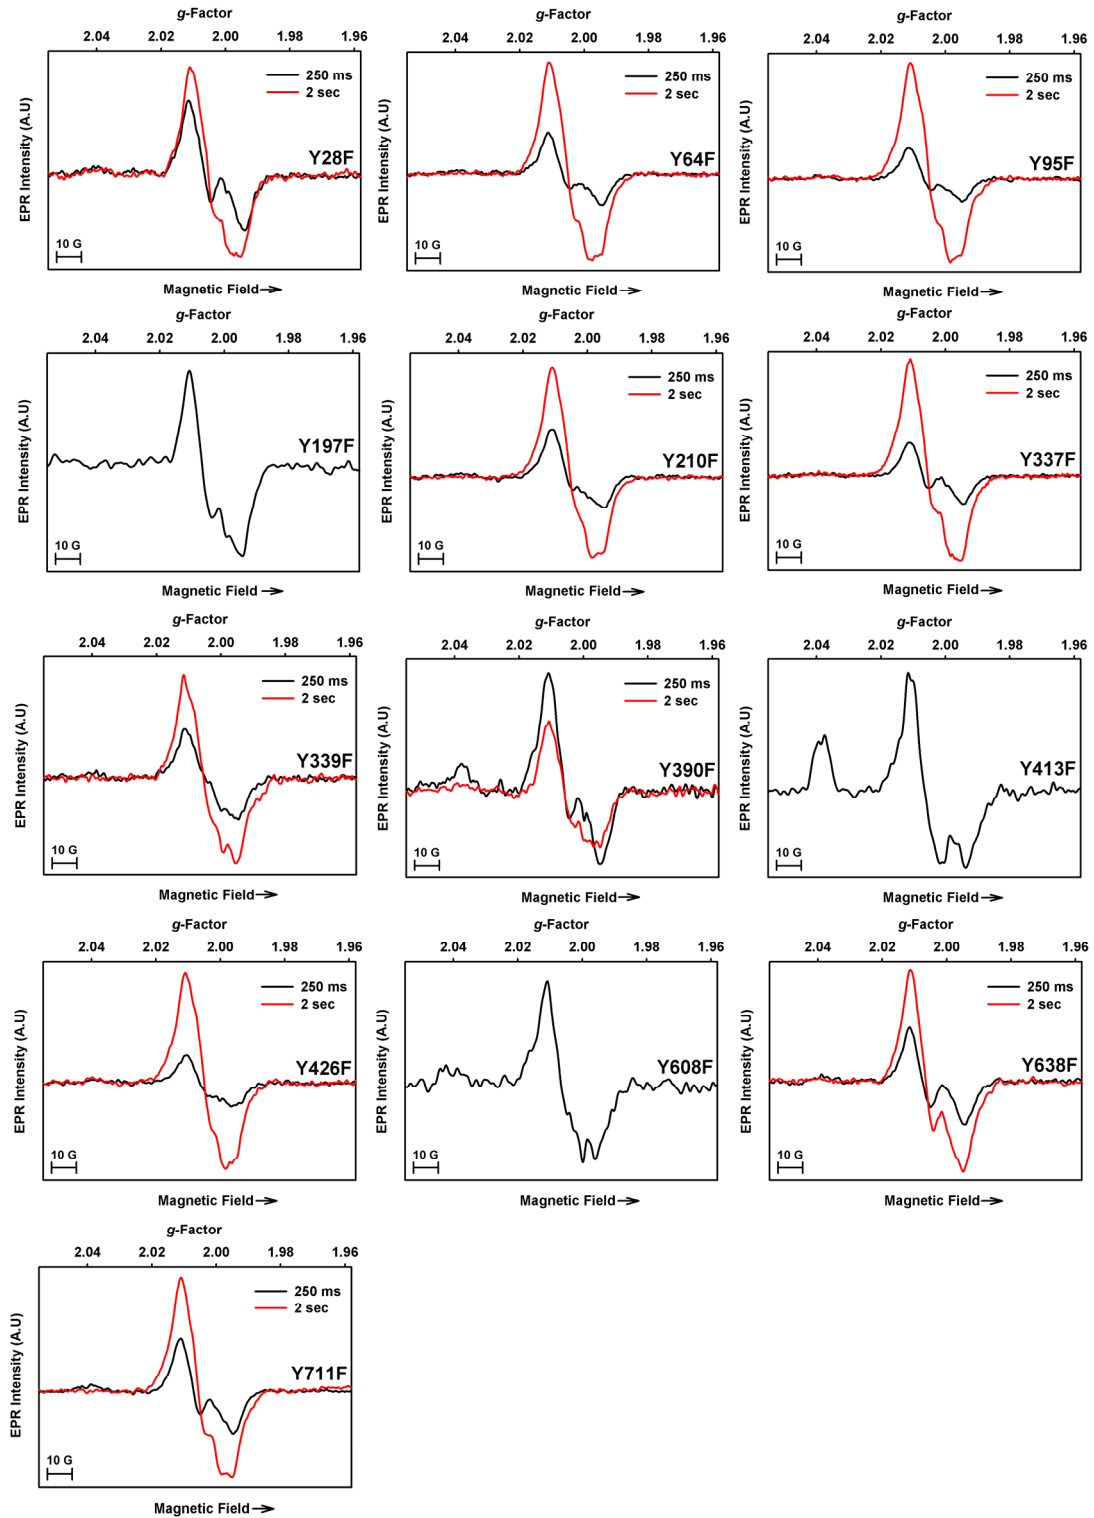 g-Factor
2.04 2.02 2.00 1.98 1.96
EPR Intensity (A.U)
250 ms
2 sec
Y28F
10 G
Magnetic Field
g-Factor
2.04 2.02 2.00 1.98 1.96
EPR Intensity (A.U)
250 ms
2 sec
Y64F
10 G
Magnetic Field
g-Factor
2.04 2.02 2.00 1.98 1.96
EPR Intensity (A.U)
250 ms
2 sec
Y95F
10 G
Magnetic Field
g-Factor
2.04 2.02 2.00 1.98 1.96
EPR Intensity (A.U)
Y197F
10 G
Magnetic Field
g-Factor
2.04 2.02 2.00 1.98 1.96
EPR Intensity (A.U)
250 ms
2 sec
Y210F
10 G
Magnetic Field
g-Factor
2.04 2.02 2.00 1.98 1.96
EPR Intensity (A.U)
250 ms
2 sec
Y337F
10 G
Magnetic Field
g-Factor
2.04 2.02 2.00 1.98 1.96
EPR Intensity (A.U)
250 ms
2 sec
Y339F
10 G
Magnetic Field
g-Factor
2.04 2.02 2.00 1.98 1.96
EPR Intensity (A.U)
250 ms
2 sec
Y390F
10 G
Magnetic Field
g-Factor
2.04 2.02 2.00 1.98 1.96
EPR Intensity (A.U)
Y413F
10 G
Magnetic Field
g-Factor
2.04 2.02 2.00 1.98 1.96
EPR Intensity (A.U)
250 ms
2 sec
Y426F
10 G
Magnetic Field
g-Factor
2.04 2.02 2.00 1.98 1.96
EPR Intensity (A.U)
Y608F
10 G
Magnetic Field
g-Factor
2.04 2.02 2.00 1.98 1.96
EPR Intensity (A.U)
250 ms
2 sec
Y638F
10 G
Magnetic Field
g-Factor
2.04 2.02 2.00 1.98 1.96
EPR Intensity (A.U)
250 ms
2 sec
Y711F
10 G
Magnetic Field